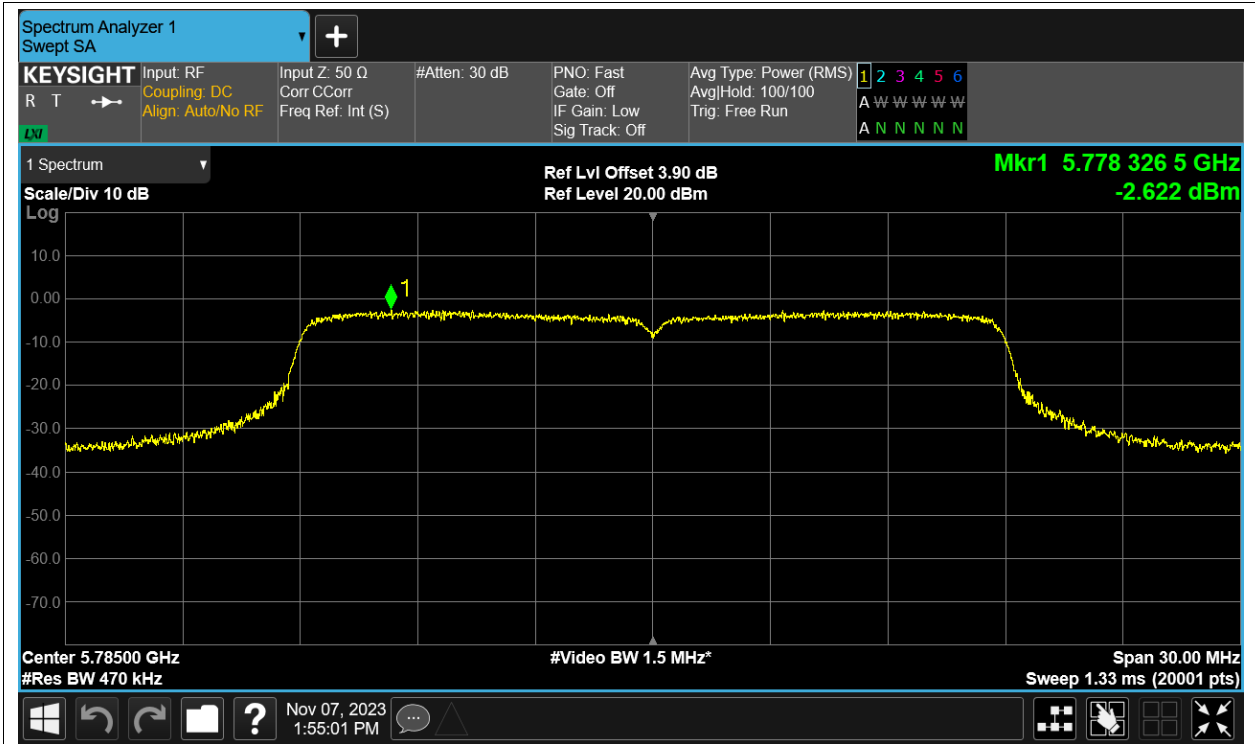 Spectrum Analyzer 1
Swept SA
+
KEYSIGHT
R T
LXI
Input: RF
Coupling: DC
Align: Auto/No RF
Input Z: 50 Ω
Corr CCorr
Freq Ref: Int (S)
#Atten: 30 dB
PNO: Fast
Gate: Off
IF Gain: Low
Sig Track: Off
Avg Type: Power (RMS)
Avg|Hold: 100/100
Trig: Free Run
1 2 3 4 5 6
A W W W W W
A N N N N N
1 Spectrum
Scale/Div 10 dB
Log
Ref Lvl Offset 3.90 dB
Ref Level 20.00 dBm
Mkr1 5.778 326 5 GHz
-2.622 dBm
1
10.0
0.00
-10.0
-20.0
-30.0
-40.0
-50.0
-60.0
-70.0
Center 5.78500 GHz
#Res BW 470 kHz
#Video BW 1.5 MHz*
Span 30.00 MHz
Sweep 1.33 ms (20001 pts)
?
Nov 07, 2023
1:55:01 PM